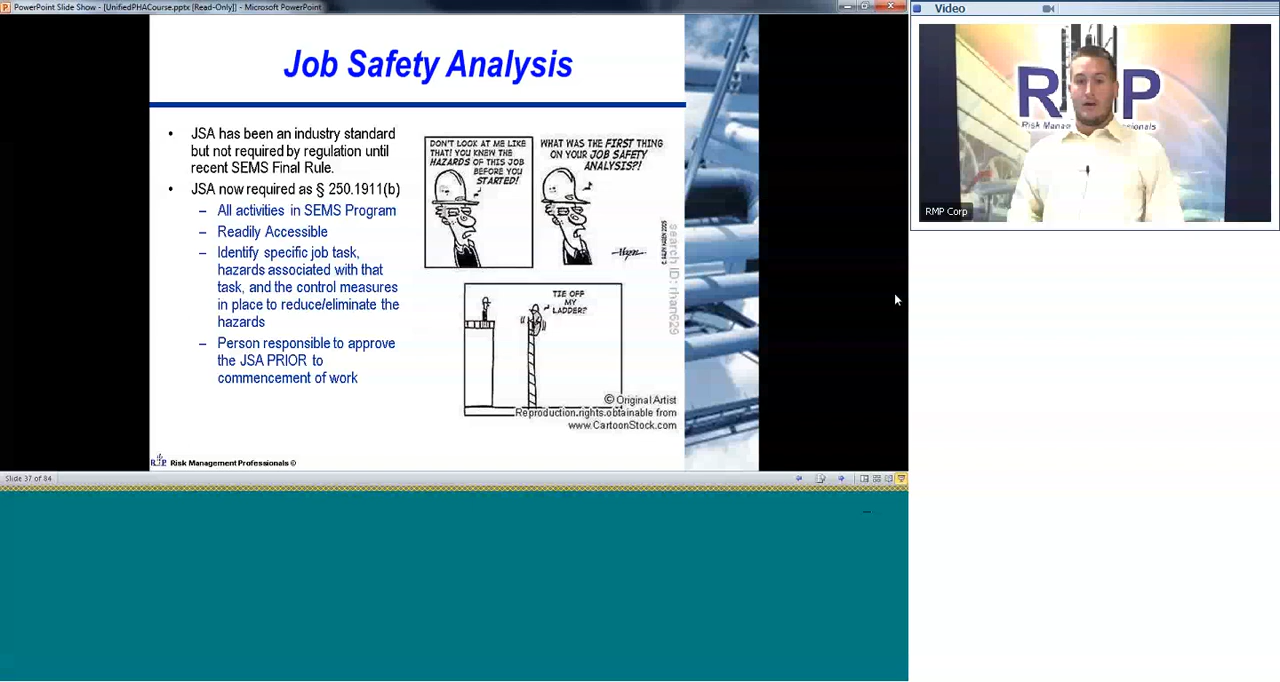 PowerPoint Slide Show - [UnifiedPHACourse.pptx [Read-Only]] - Microsoft PowerPoint
Video
Job Safety Analysis
• JSA has been an industry standard
but not required by regulation until
recent SEMS Final Rule.
• JSA now required as § 250.1911(b)
– All activities in SEMS Program
– Readily Accessible
– Identify specific job task,
hazards associated with that
task, and the control measures
in place to reduce/eliminate the
hazards
– Person responsible to approve
the JSA PRIOR to
commencement of work
DON'T LOOK AT ME LIKE
THAT! YOU KNEW THE
HAZARDS OF THIS JOB
BEFORE YOU
STARTED!
WHAT WAS THE FIRST THING
ON YOUR JOB SAFETY
ANALYSIS?!
search ID: rhan629
TIE OFF
MY
LADDER?
© Original Artist
Reproduction rights obtainable from
www.CartoonStock.com
Risk Management Professionals ©
Slide 37 of 84
RMP
RMP Corp